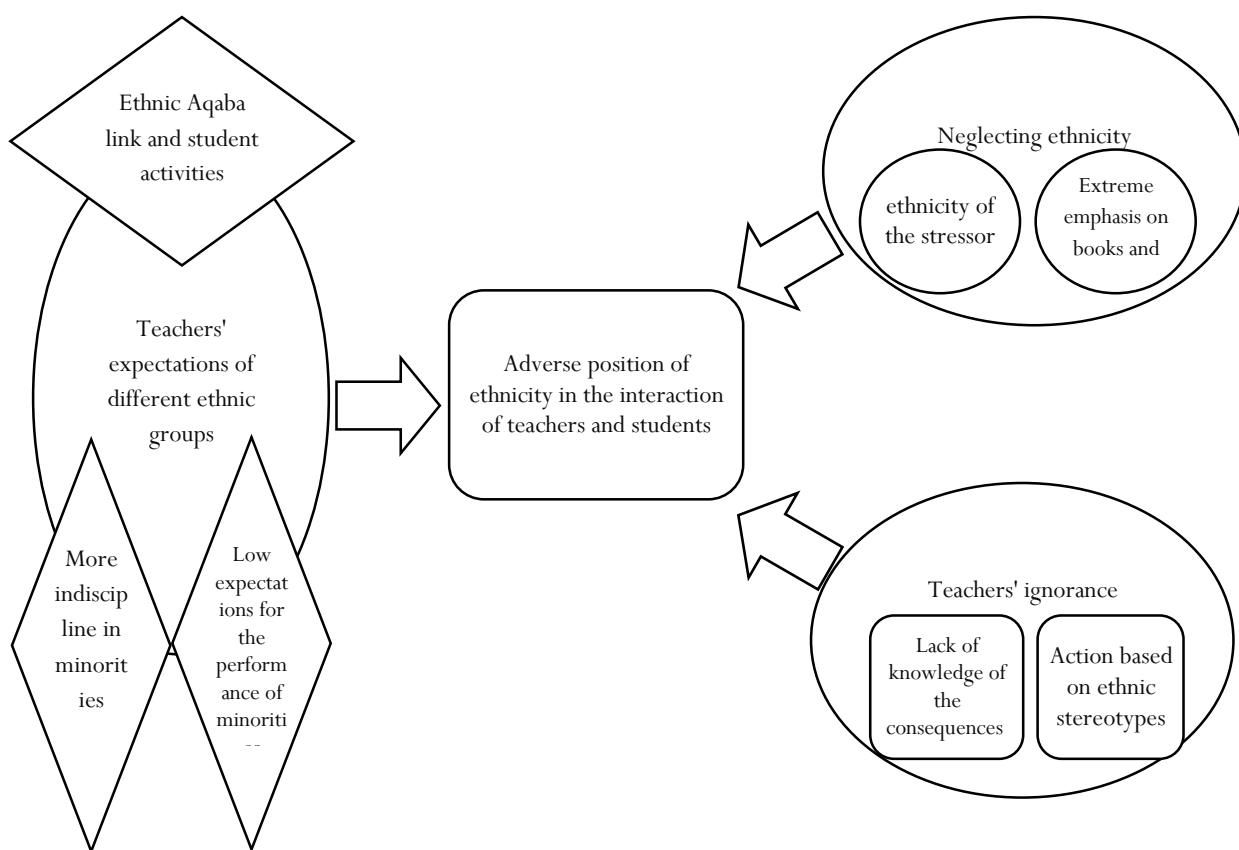 Ethnic Aqaba
link and student
activities
Teachers'
expectations of
different ethnic
groups
More
indiscip
line in
minorit
ies
Low
expectat
ions for
the
perform
ance of
minoriti
Adverse position of
ethnicity in the interaction
of teachers and students
Neglecting ethnicity
ethnicity of
the stressor
Extreme
emphasis on
books and
Teachers' ignorance
Lack of
knowledge of
the
consequences
Action based
on ethnic
stereotypes